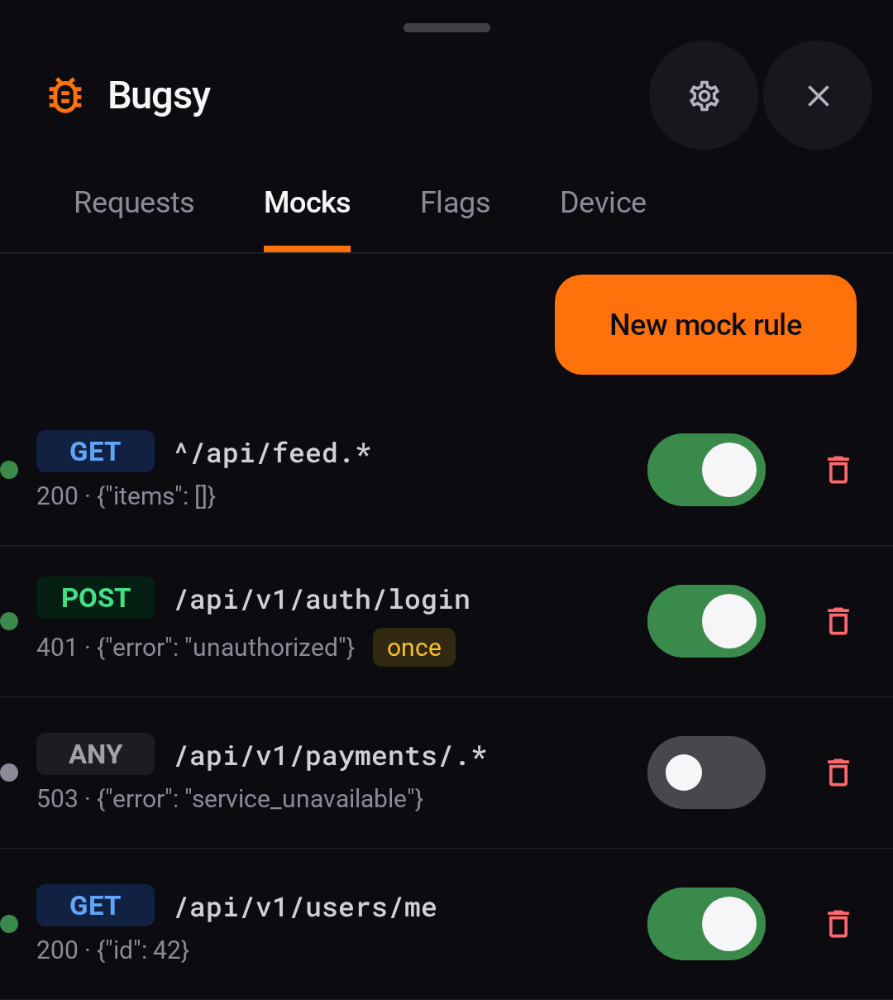 Bugsy
Requests Mocks Flags Device
New mock rule
GET ^/api/feed.*
200 · {"items": []}
POST /api/v1/auth/login
401 · {"error": "unauthorized"} once
ANY /api/v1/payments/.*
503 · {"error": "service_unavailable"}
GET /api/v1/users/me
200 · {"id": 42}